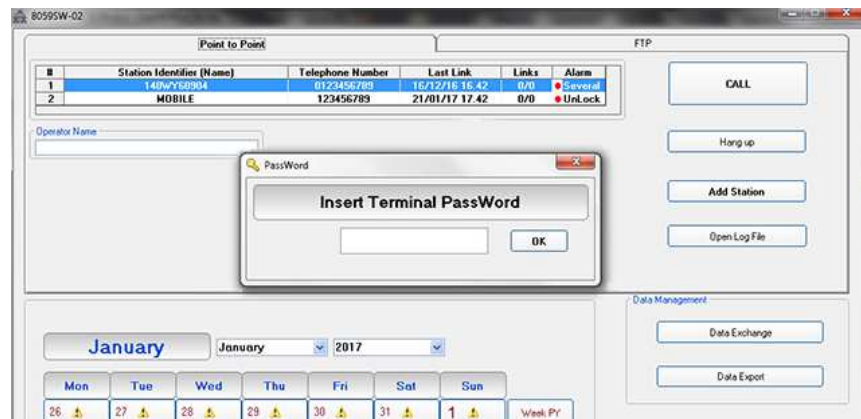 8059SW-02
Point to Point FTP
# Station Identifier (Name) Telephone Number Last Link Links Alarm
1 140WY60904 0123456789 16/12/16 16.42 0/0 Several
2 MOBILE 123456789 21/01/17 17.42 0/0 UnLock
CALL
Operator Name
Hang up
PassWord
Insert Terminal PassWord
Add Station
OK
Open Log File
Data Management
Data Exchange
January January 2017
Data Export
Mon Tue Wed Thu Fri Sat Sun
26 27 28 29 30 31 1 Week PY